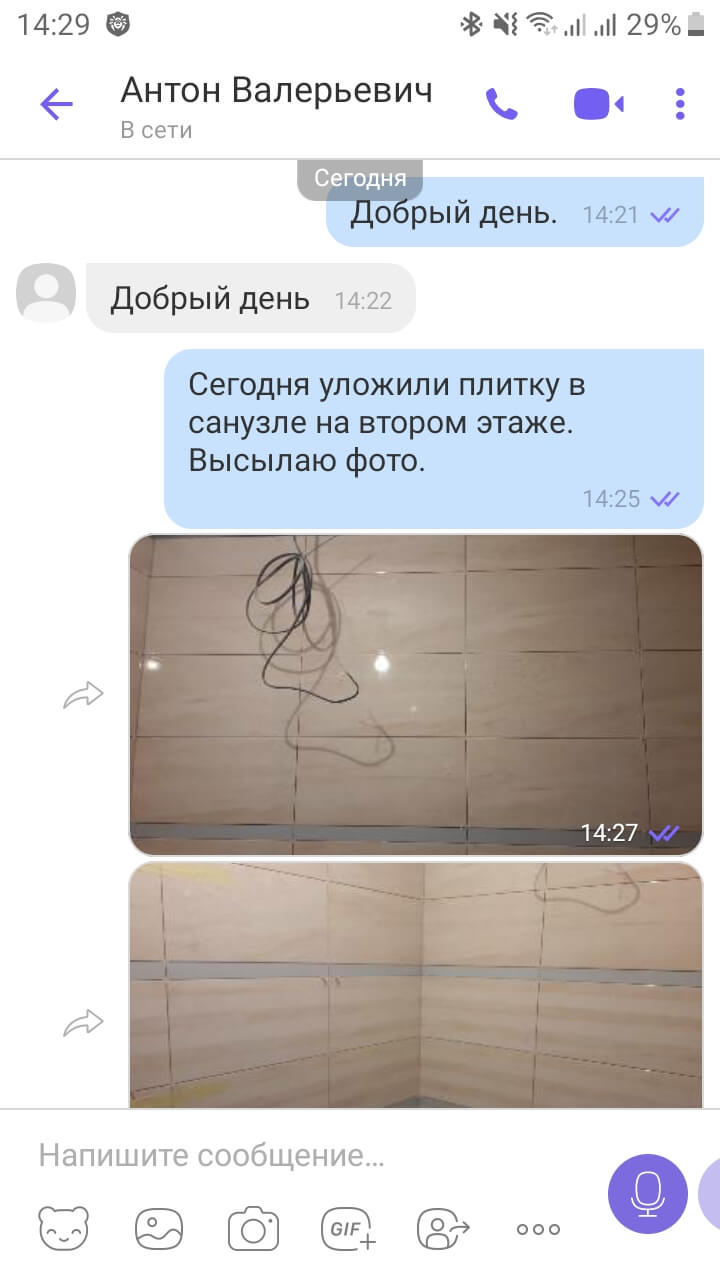 14:29 29%
Антон Валерьевич
В сети
Сегодня
Добрый день. 14:21
Добрый день 14:22
Сегодня уложили плитку в
санузле на втором этаже.
Высылаю фото.
14:25
14:27
Напишите сообщение...
GIF